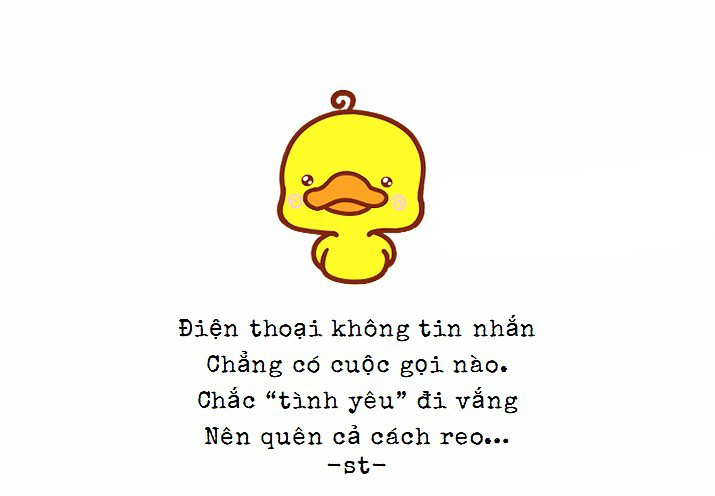 Điện thoại không tin nhắn
Chẳng có cuộc gọi nào.
Chắc “tình yêu” đi vắng
Nên quên cả cách reo...
-st-